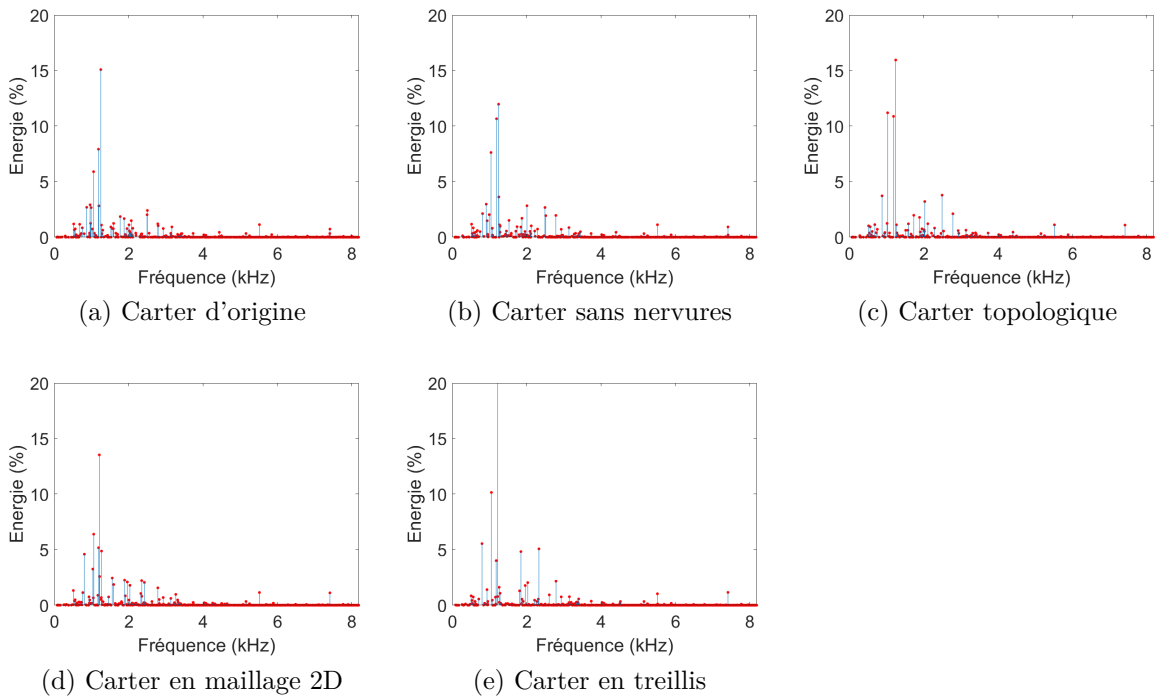 20
15
10
5
0
Energie (%)
0 2 4 6 8
Fréquence (kHz)
(a) Carter d'origine
20
15
10
5
0
Energie (%)
0 2 4 6 8
Fréquence (kHz)
(b) Carter sans nervures
20
15
10
5
0
Energie (%)
0 2 4 6 8
Fréquence (kHz)
(c) Carter topologique
20
15
10
5
0
Energie (%)
0 2 4 6 8
Fréquence (kHz)
(d) Carter en maillage 2D
20
15
10
5
0
Energie (%)
0 2 4 6 8
Fréquence (kHz)
(e) Carter en treillis